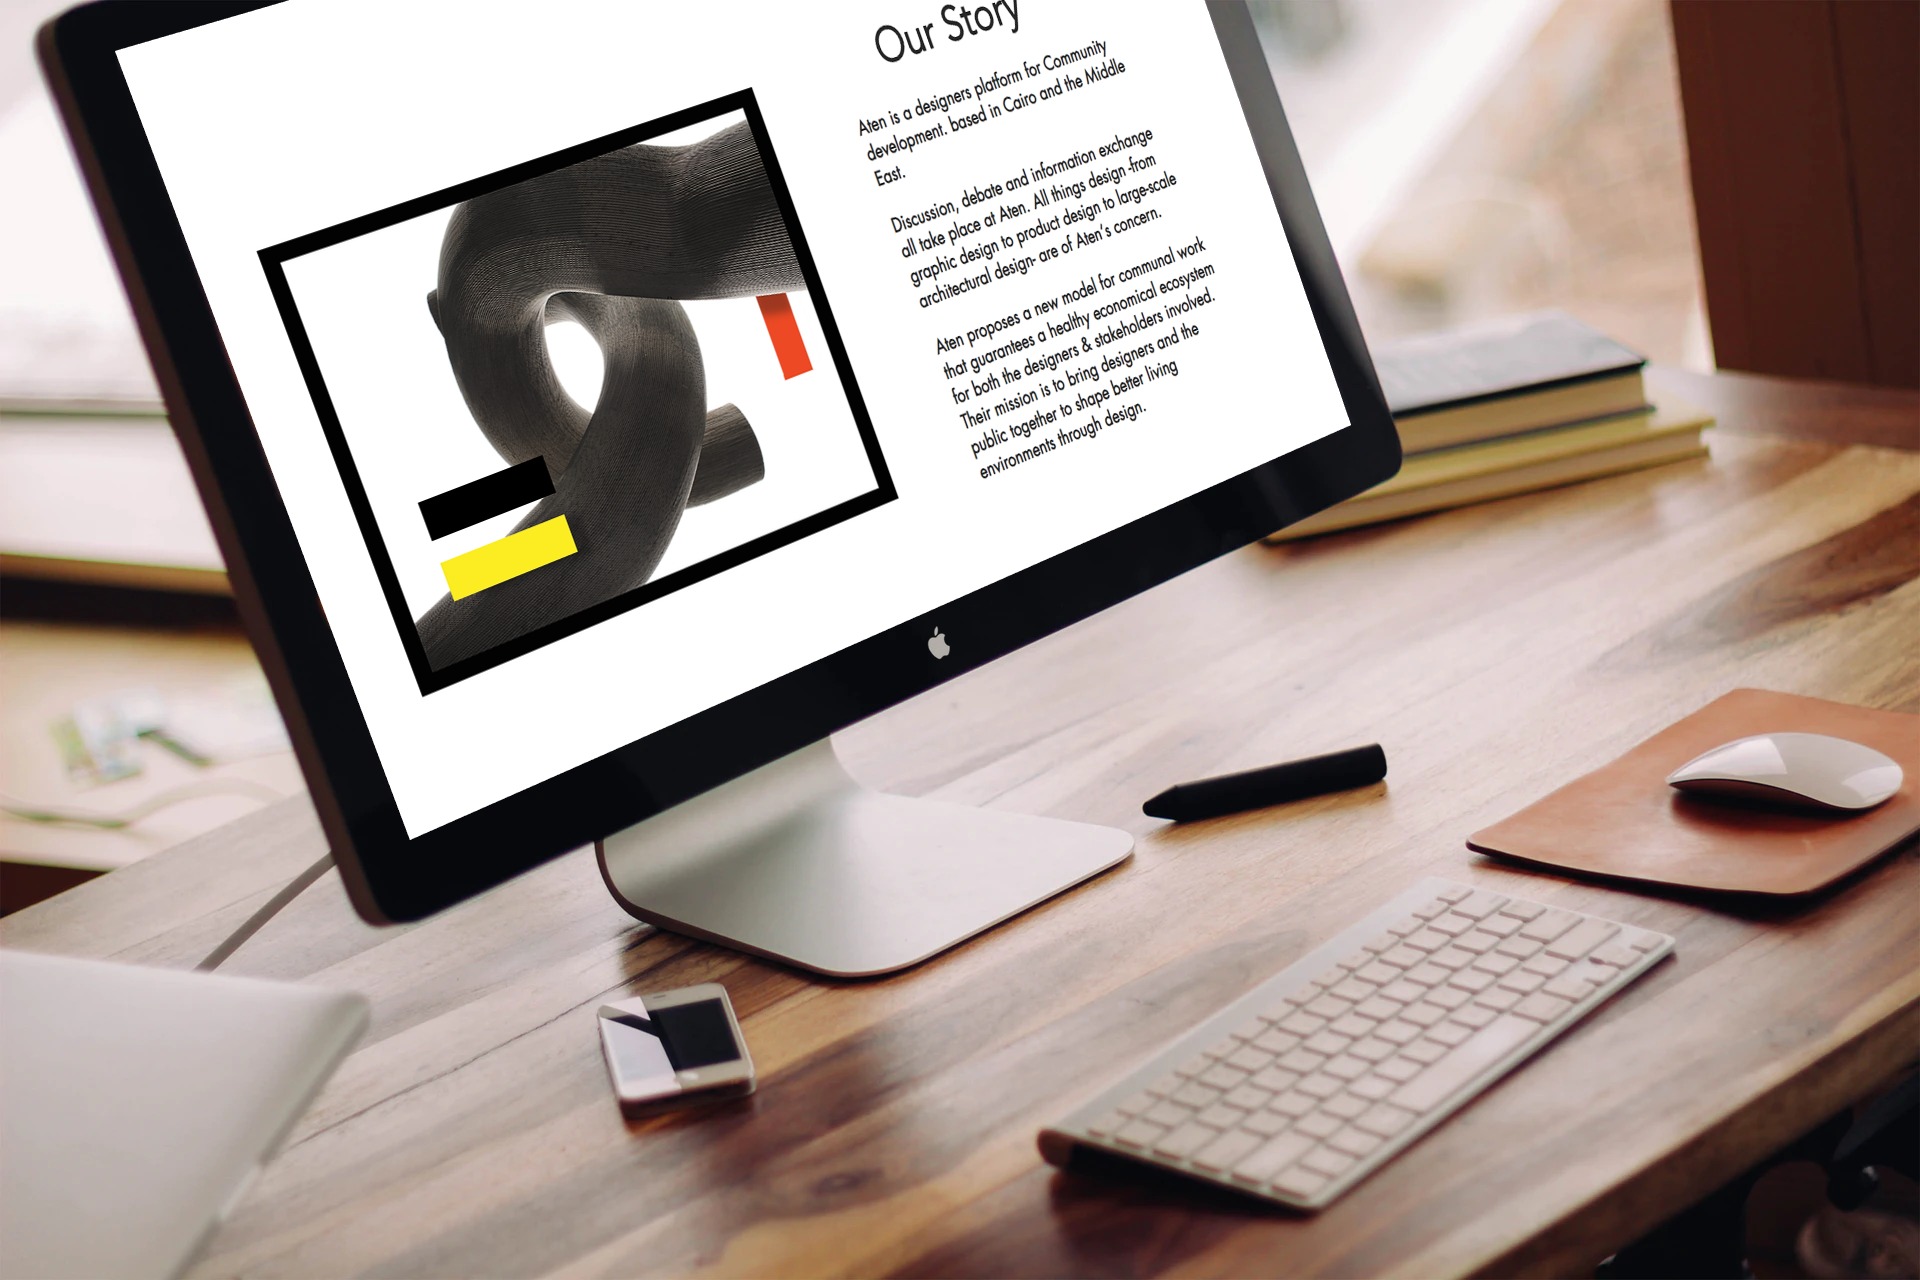 Our Story
Aten is a designers platform for Community
development. based in Cairo and the Middle
East.
Discussion, debate and information exchange
all take place at Aten. All things design -from
graphic design to product design to large-scale
architectural design- are of Aten's concern.
Aten proposes a new model for communal work
that guarantees a healthy economical ecosystem
for both the designers & stakeholders involved.
Their mission is to bring designers and the
public together to shape better living
environments through design.